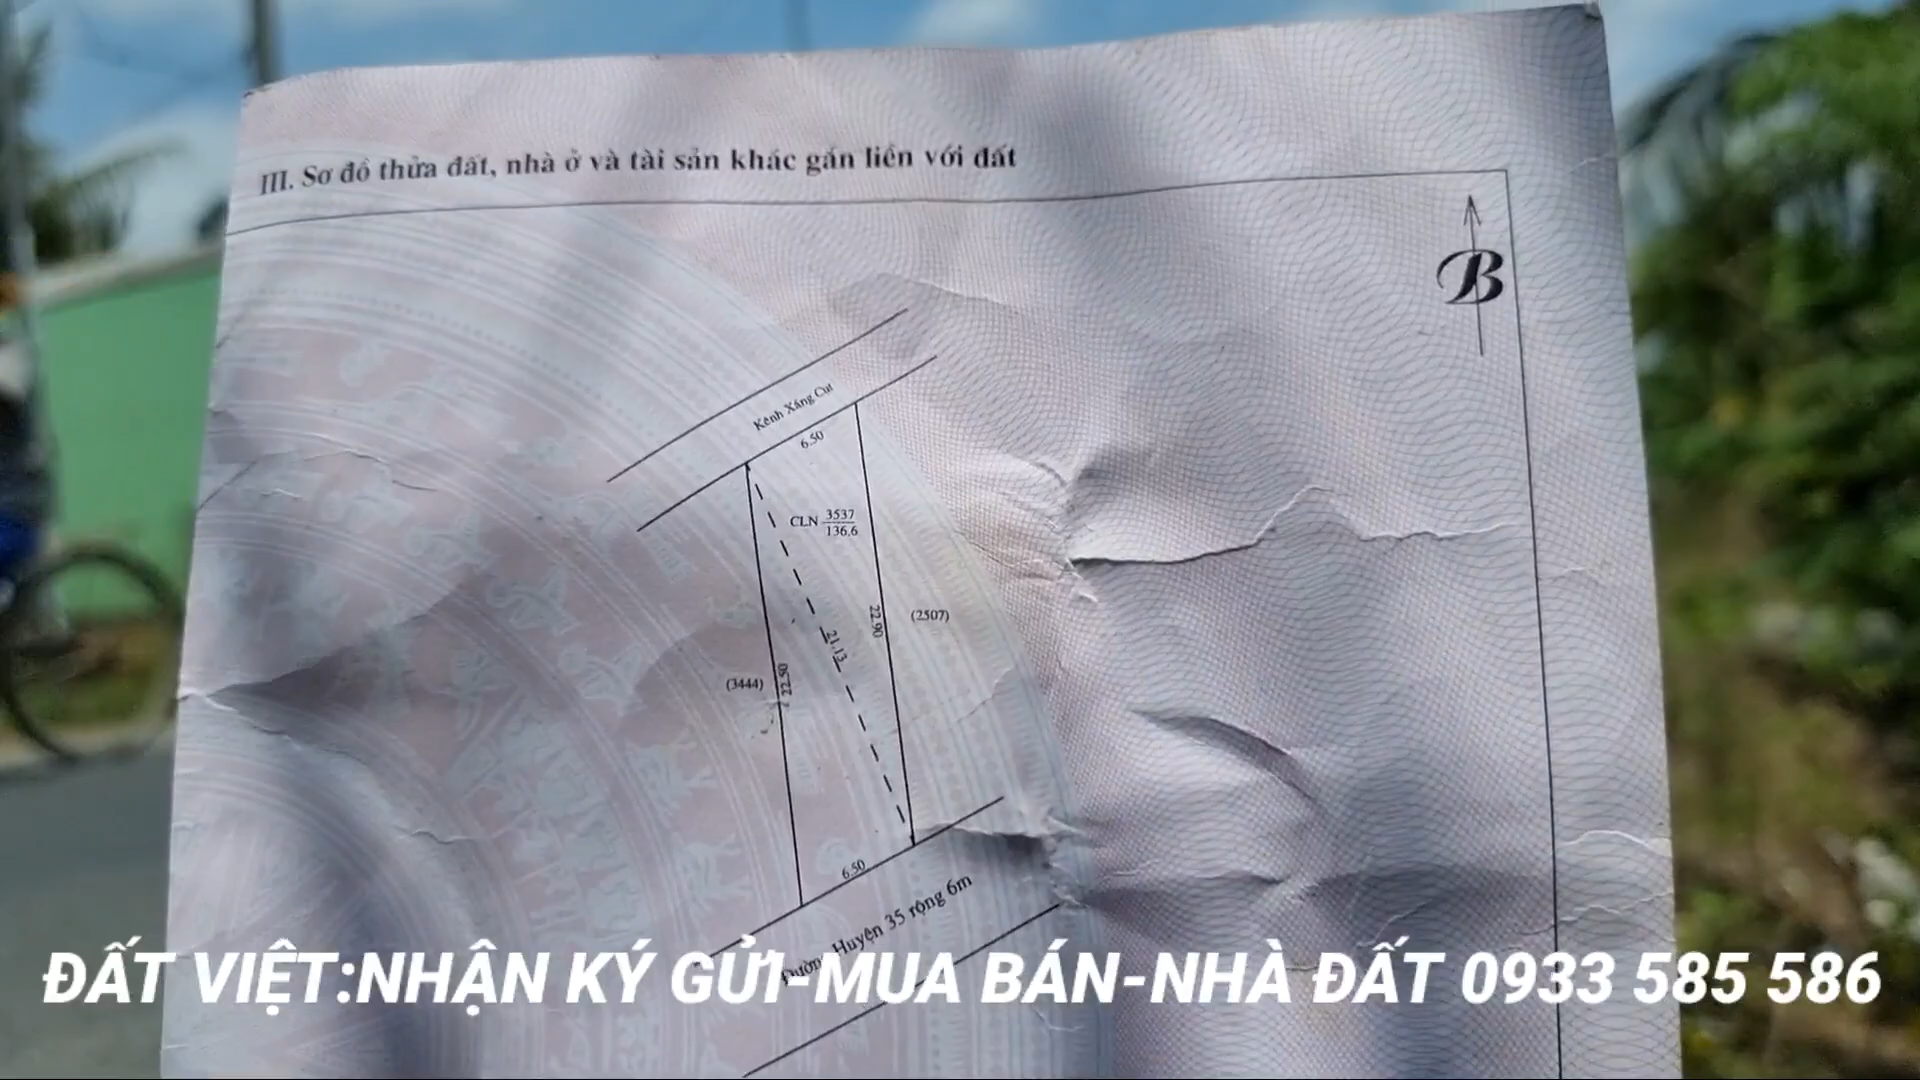 III. Sơ đồ thửa đất, nhà ở và tài sản khác gắn liền với đất
B
Kênh Xáng Cụt
6.50
CLN 3537
136.6
22.90
(2507)
21.13
(3444)
22.90
6.50
Đường Huyện 35 rộng 6m
ĐẤT VIỆT:NHẬN KÝ GỬI-MUA BÁN-NHÀ ĐẤT 0933 585 586